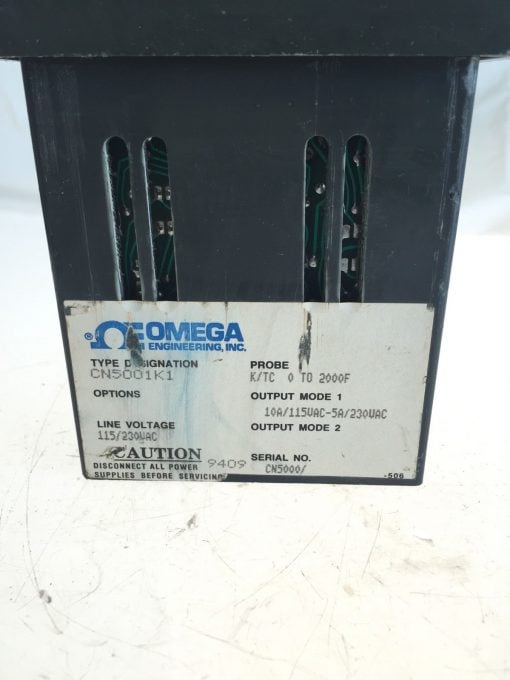 ® OMEGA
ENGINEERING, INC.
TYPE DESIGNATION
CN5001K1
OPTIONS
LINE VOLTAGE
115/230VAC
CAUTION
DISCONNECT ALL POWER
SUPPLIES BEFORE SERVICING
9409
PROBE
K/TC 0 TO 2000F
OUTPUT MODE 1
10A/115VAC-5A/230VAC
OUTPUT MODE 2
SERIAL NO.
CN5000/
-506